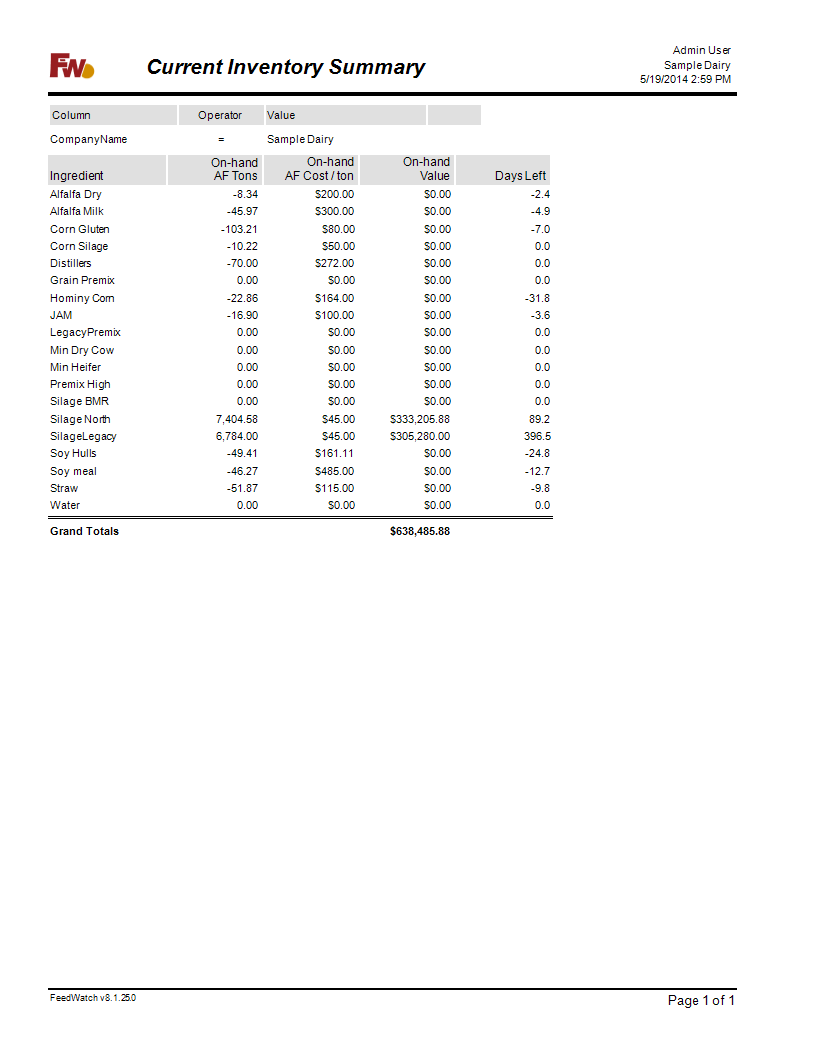 FW
Current Inventory Summary
Admin User
Sample Dairy
5/19/2014 2:59 PM
Column Operator Value
CompanyName = Sample Dairy
Ingredient On-hand AF Tons On-hand AF Cost / ton On-hand Value Days Left
Alfalfa Dry -8.34 $200.00 $0.00 -2.4
Alfalfa Milk -45.97 $300.00 $0.00 -4.9
Corn Gluten -103.21 $80.00 $0.00 -7.0
Corn Silage -10.22 $50.00 $0.00 0.0
Distillers -70.00 $272.00 $0.00 0.0
Grain Premix 0.00 $0.00 $0.00 0.0
Hominy Corn -22.86 $164.00 $0.00 -31.8
JAM -16.90 $100.00 $0.00 -3.6
LegacyPremix 0.00 $0.00 $0.00 0.0
Min Dry Cow 0.00 $0.00 $0.00 0.0
Min Heifer 0.00 $0.00 $0.00 0.0
Premix High 0.00 $0.00 $0.00 0.0
Silage BMR 0.00 $0.00 $0.00 0.0
Silage North 7,404.58 $45.00 $333,205.88 89.2
SilageLegacy 6,784.00 $45.00 $305,280.00 396.5
Soy Hulls -49.41 $161.11 $0.00 -24.8
Soy meal -46.27 $485.00 $0.00 -12.7
Straw -51.87 $115.00 $0.00 -9.8
Water 0.00 $0.00 $0.00 0.0
Grand Totals $638,485.88
FeedWatch v8.1.25.0
Page 1 of 1